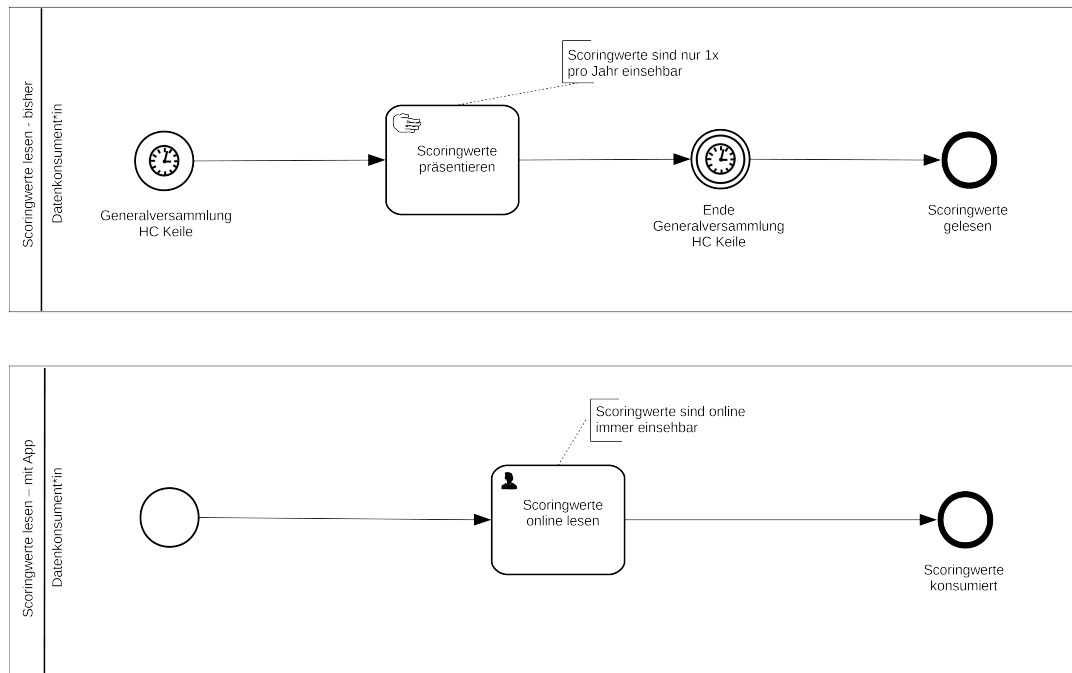 Scoringwerte lesen - bisher
Datenkonsument*in
Generalversammlung
HC Keile
Scoringwerte
präsentieren
Scoringwerte sind nur 1x
pro Jahr einsehbar
Ende
Generalversammlung
HC Keile
Scoringwerte
gelesen
Scoringwerte lesen – mit App
Datenkonsument*in
Scoringwerte
online lesen
Scoringwerte sind online
immer einsehbar
Scoringwerte
konsumiert